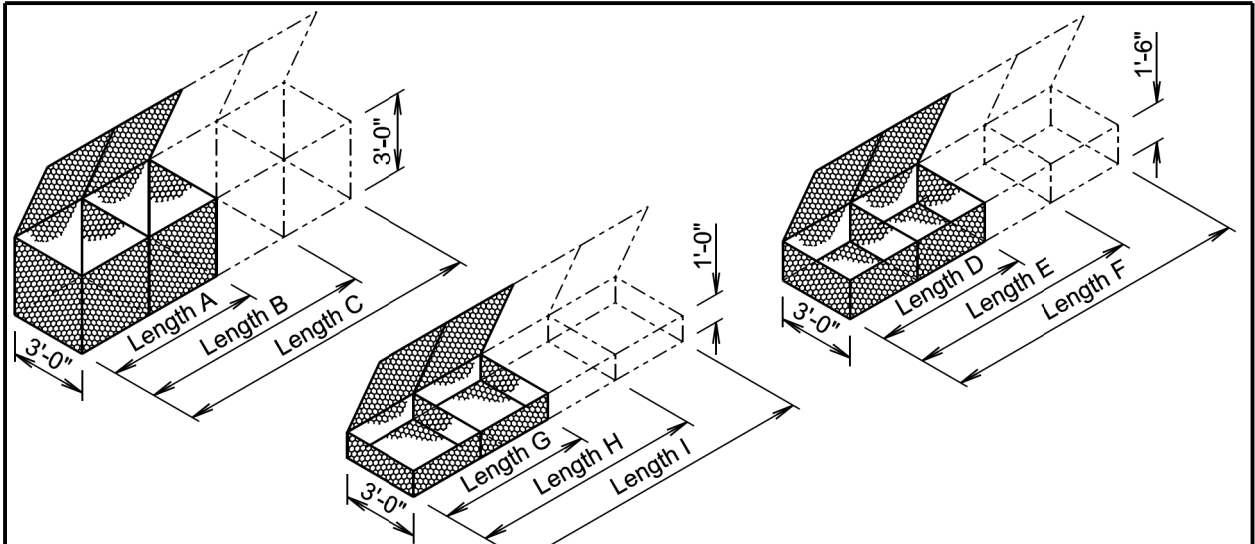 3'-0"
Length A
Length B
Length C
3'-0"
1'-6"
Length D
Length E
Length F
3'-0"
1'-0"
Length G
Length H
Length I
3'-0"